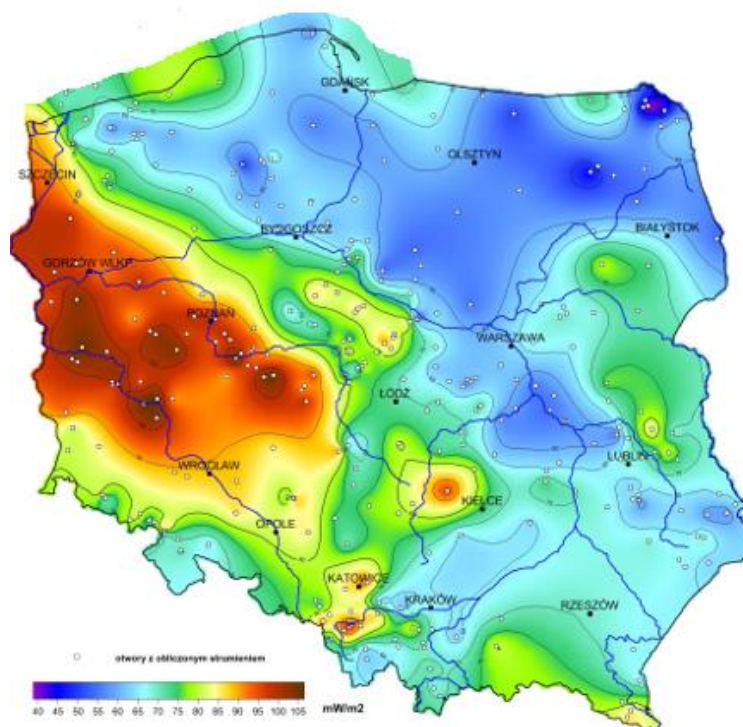 GDAŃSK
OLSZTYN
SZCZECIN
BYDGOSZCZ
BIAŁYSTOK
GORZÓW WLKP
POZNAŃ
WARSZAWA
ŁÓDŹ
LUBLIN
WROCŁAW
KIELCE
OPOLE
KATOWICE
KRAKÓW
RZESZÓW
otwory z obliczonym strumieniem
40 45 50 55 60 65 70 75 80 85 90 95 100 105
mW/m2